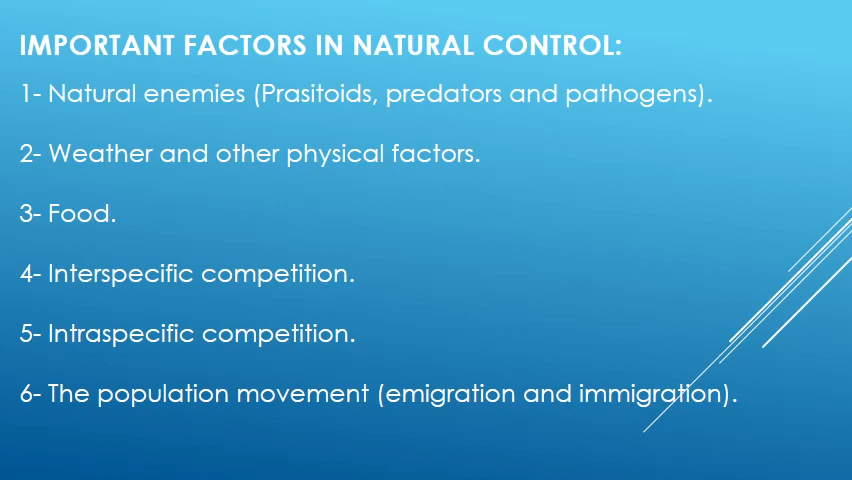 IMPORTANT FACTORS IN NATURAL CONTROL:
1- Natural enemies (Prasitoids, predators and pathogens).
2- Weather and other physical factors.
3- Food.
4- Interspecific competition.
5- Intraspecific competition.
6- The population movement (emigration and immigration).